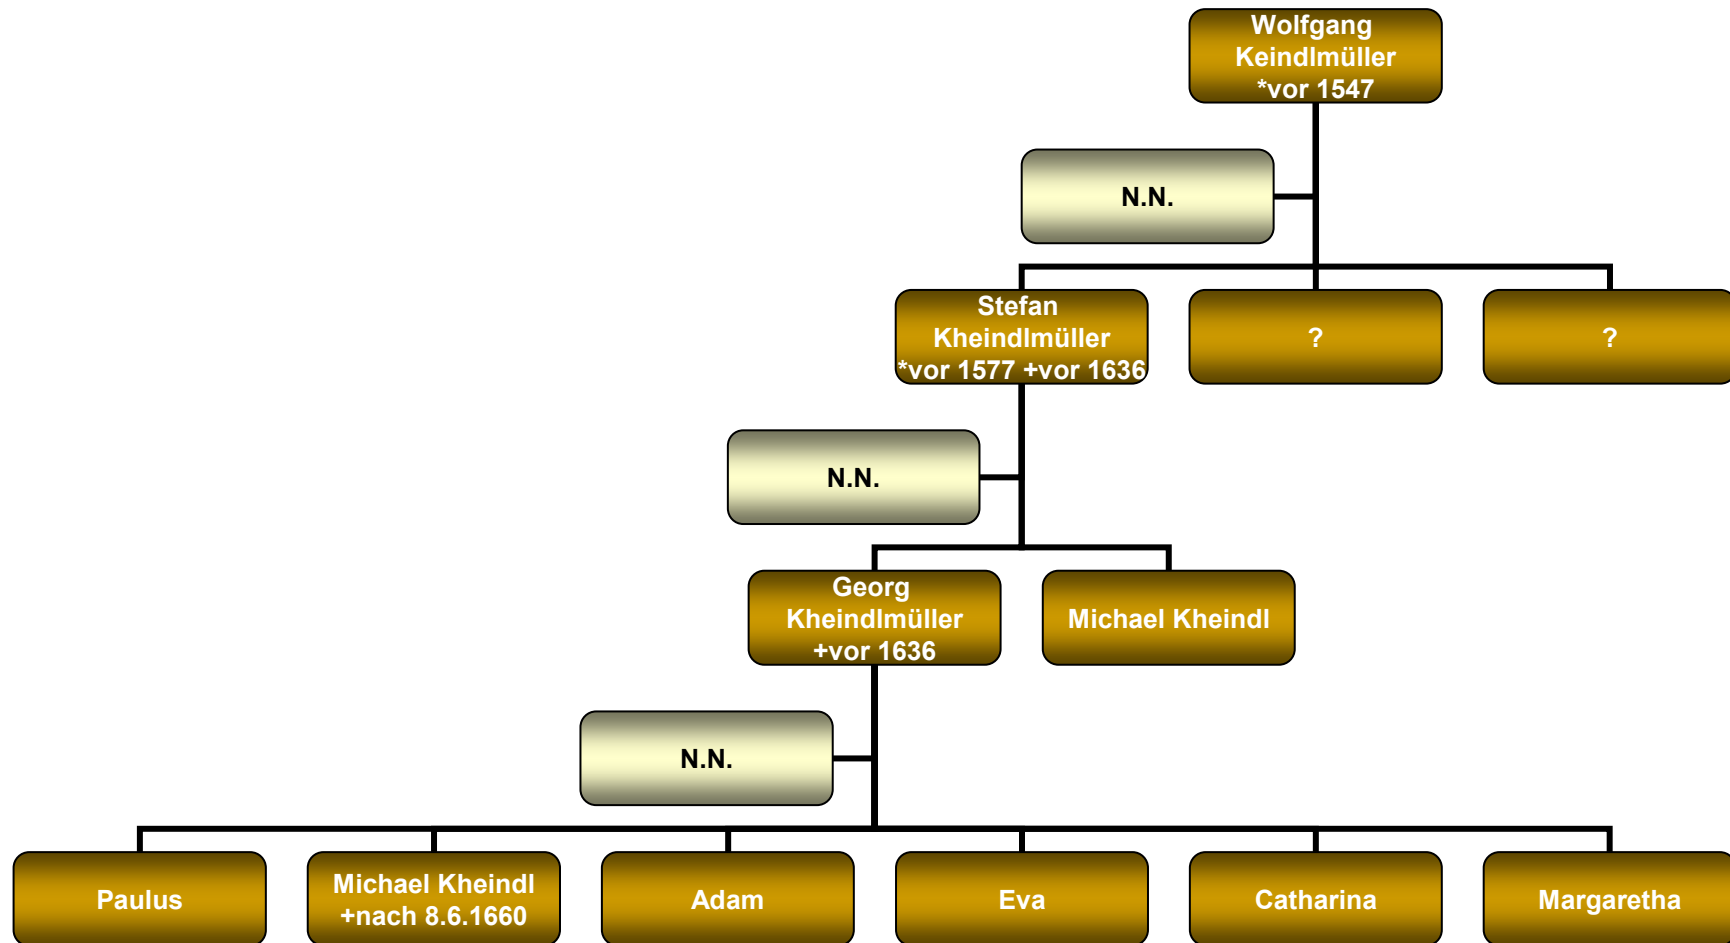 Wolfgang
Keindlmüller
*vor 1547
N.N.
Stefan
Kheindlmüller
*vor 1577 +vor 1636
?
?
N.N.
Georg
Kheindlmüller
+vor 1636
Michael Kheindl
N.N.
Paulus
Michael Kheindl
+nach 8.6.1660
Adam
Eva
Catharina
Margaretha